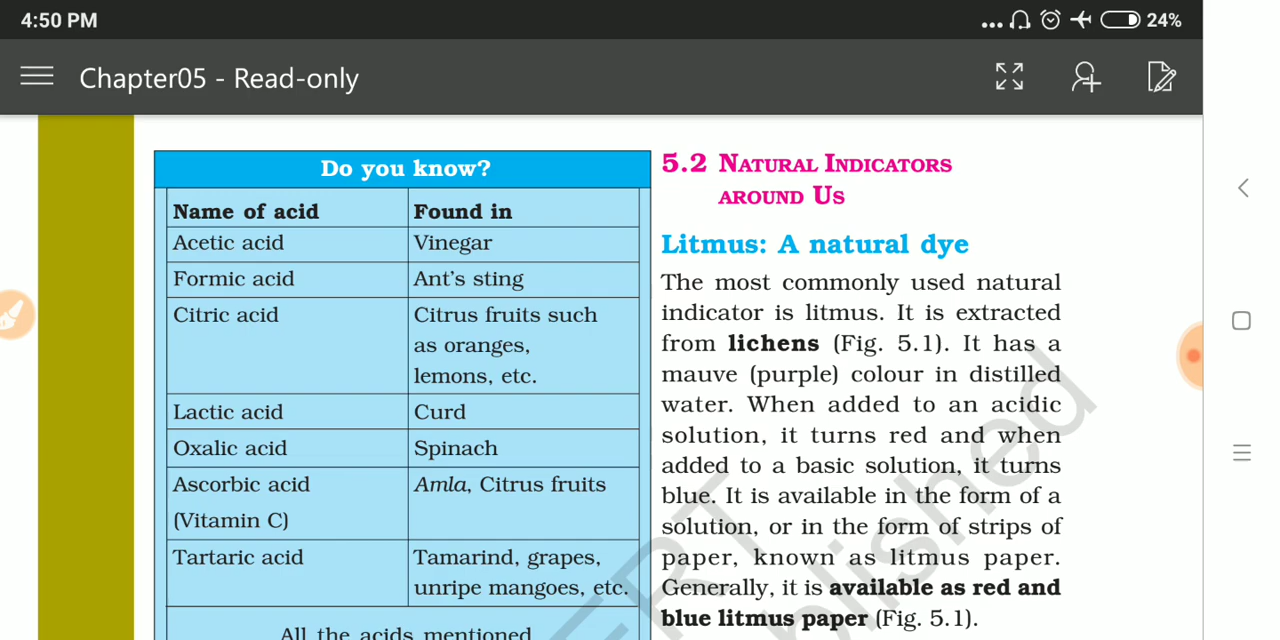 4:50 PM
24%
Chapter05 - Read-only
Do you know?
Name of acid Found in
Acetic acid Vinegar
Formic acid Ant's sting
Citric acid Citrus fruits such
as oranges,
lemons, etc.
Lactic acid Curd
Oxalic acid Spinach
Ascorbic acid Amla, Citrus fruits
(Vitamin C)
Tartaric acid Tamarind, grapes,
unripe mangoes, etc.
All the acids mentioned
5.2 NATURAL INDICATORS
AROUND US
Litmus: A natural dye
The most commonly used natural
indicator is litmus. It is extracted
from lichens (Fig. 5.1). It has a
mauve (purple) colour in distilled
water. When added to an acidic
solution, it turns red and when
added to a basic solution, it turns
blue. It is available in the form of a
solution, or in the form of strips of
paper, known as litmus paper.
Generally, it is available as red and
blue litmus paper (Fig. 5.1).